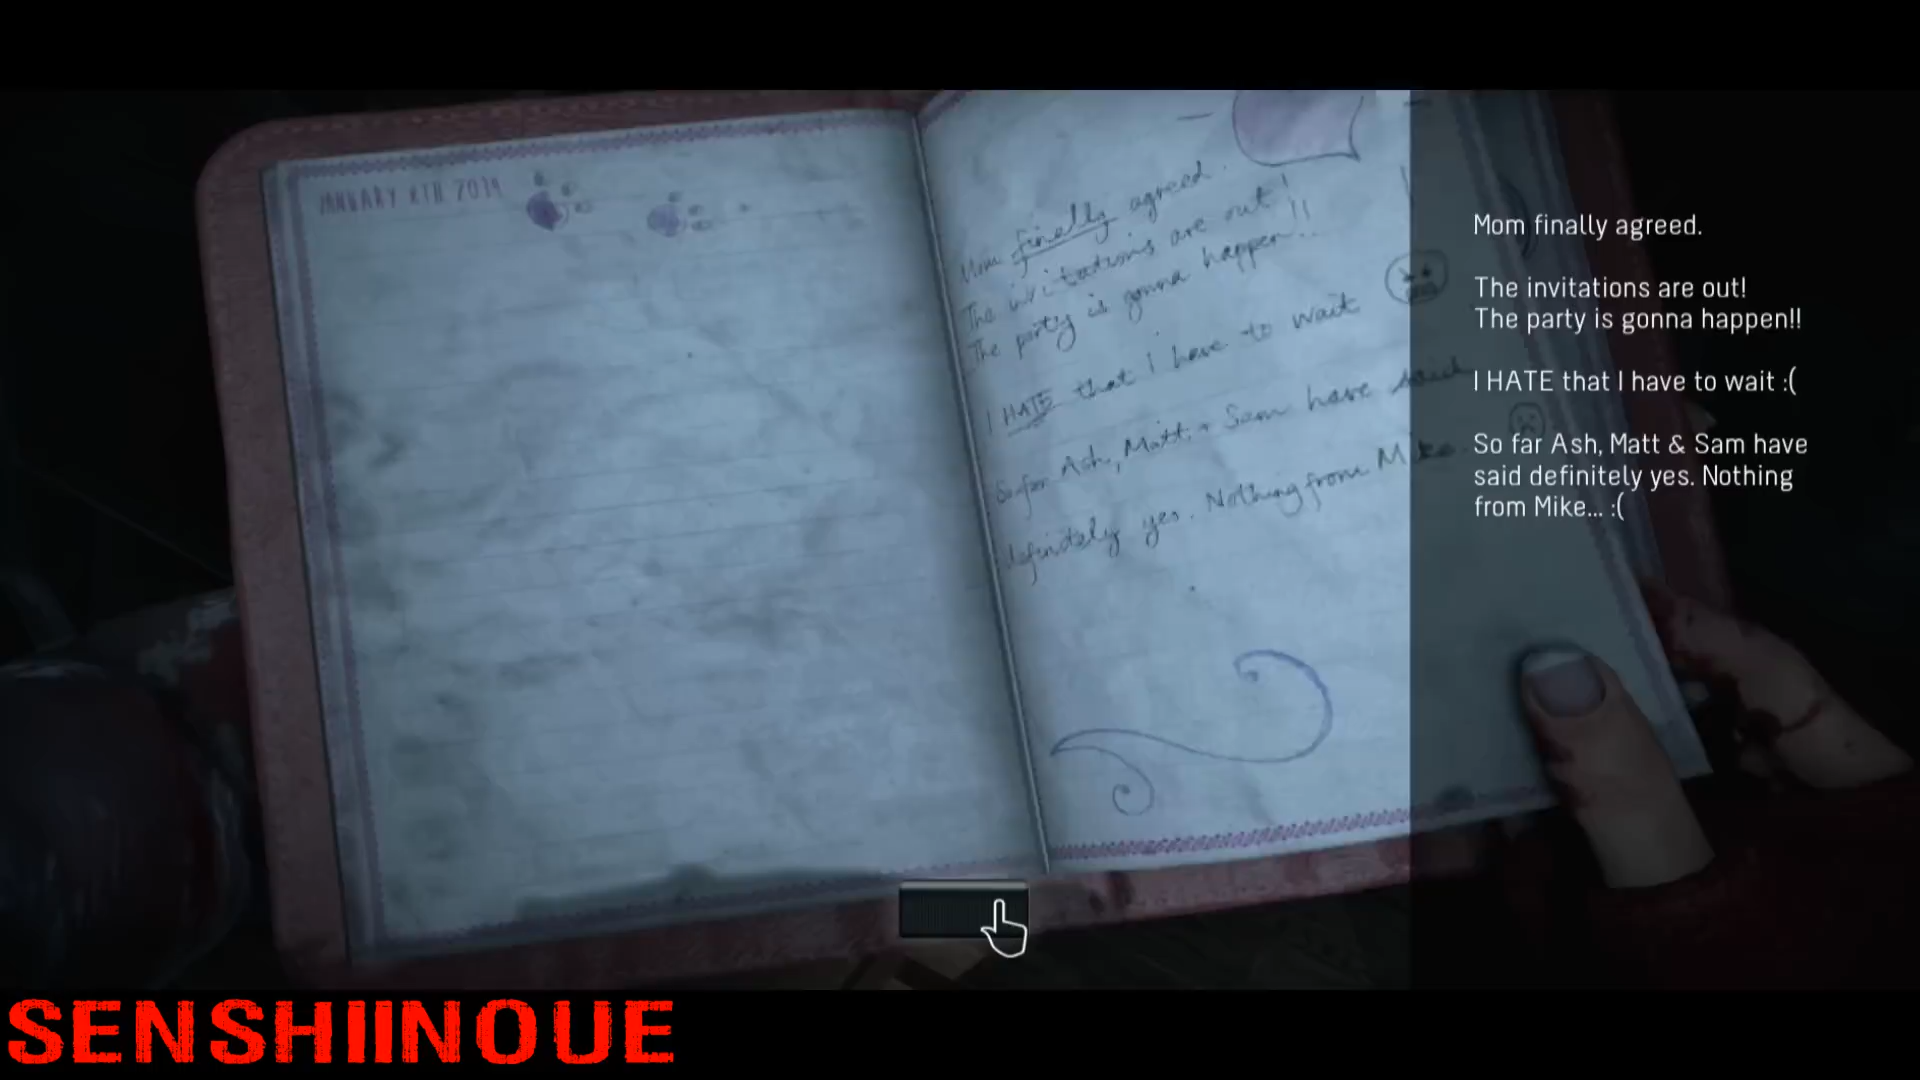 JANUARY 8TH 2014
Mom finally agreed.
The invitations are out!
The party is gonna happen!!
I HATE that I have to wait
So far Ash, Matt & Sam have said
definitely yes. Nothing from Mike
Mom finally agreed.
The invitations are out!
The party is gonna happen!!
I HATE that I have to wait :(
So far Ash, Matt & Sam have
said definitely yes. Nothing
from Mike... :(
SENSHIINOUE